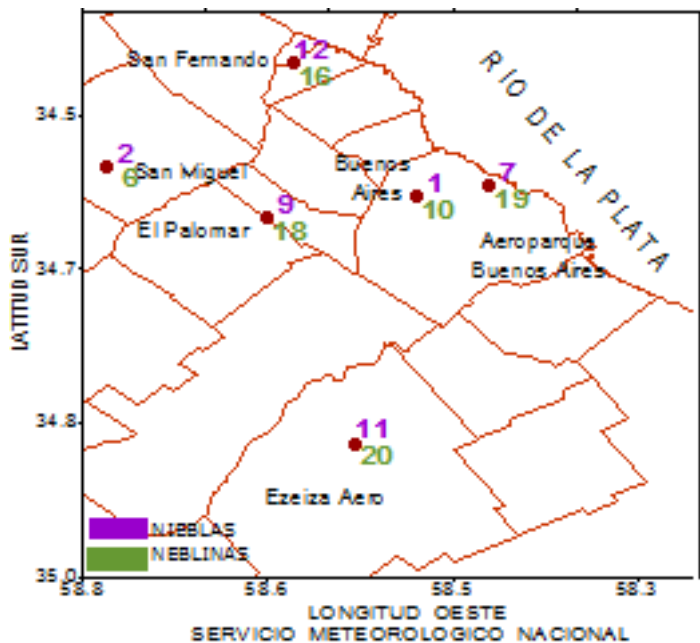 San Fernando
12
16
RIO DE LA PLATA
34.5
2
6
San Miguel
Buenos
Aires
1
10
7
19
9
18
El Palomar
Aeroparque
Buenos Aires
34.7
LATITUD SUR
34.8
11
20
Ezeiza Aero
NIEBLAS
NEBLINAS
35.0
58.8
58.6
58.5
58.3
LONGITUD OESTE
SERVICIO METEOROLOGICO NACIONAL